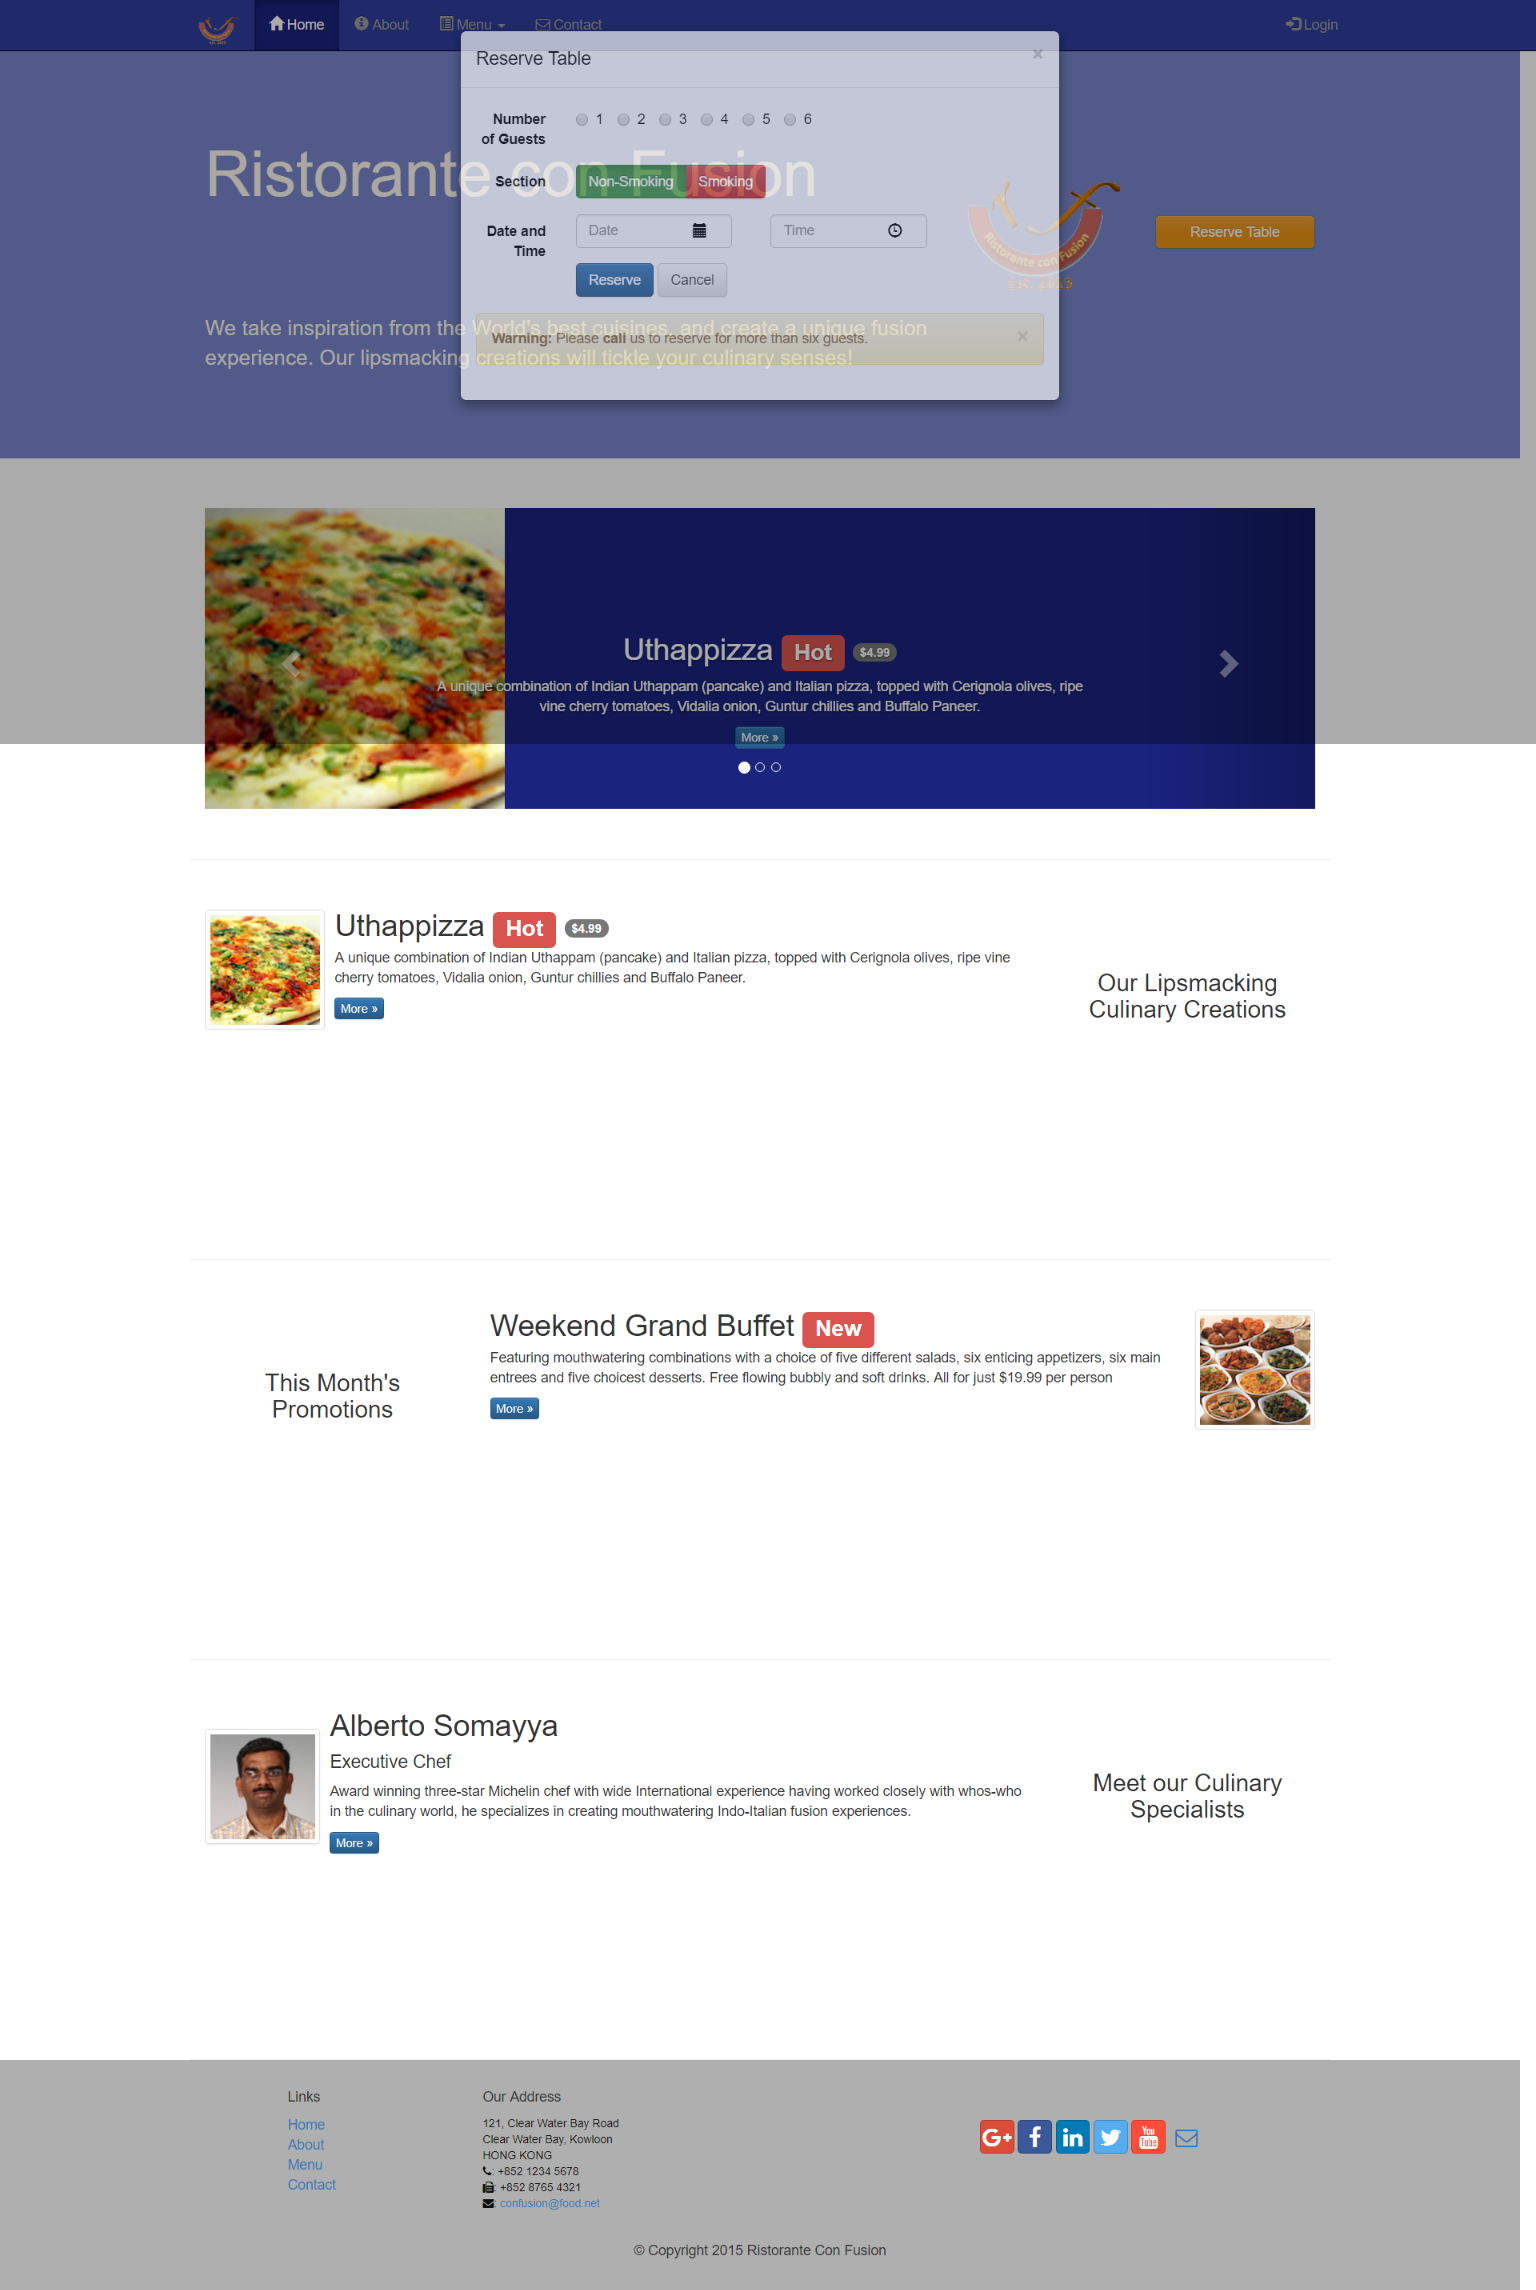 Home About Menu Contact Login
Reserve Table ×
Number of Guests 1 2 3 4 5 6
Ristorante con Fusion
Section Non-Smoking Smoking
Date and Time Date Time
Reserve Cancel
Ristorante con Fusion
Est. 2013
Reserve Table
We take inspiration from the World's best cuisines, and create a unique fusion
experience. Our lipsmacking creations will tickle your culinary senses!
Warning: Please call us to reserve for more than six guests. ×
Uthappizza Hot $4.99
A unique combination of Indian Uthappam (pancake) and Italian pizza, topped with Cerignola olives, ripe
vine cherry tomatoes, Vidalia onion, Guntur chillies and Buffalo Paneer.
More »
Uthappizza Hot $4.99
A unique combination of Indian Uthappam (pancake) and Italian pizza, topped with Cerignola olives, ripe vine
cherry tomatoes, Vidalia onion, Guntur chillies and Buffalo Paneer.
More »
Our Lipsmacking
Culinary Creations
This Month's
Promotions
Weekend Grand Buffet New
Featuring mouthwatering combinations with a choice of five different salads, six enticing appetizers, six main
entrees and five choicest desserts. Free flowing bubbly and soft drinks. All for just $19.99 per person
More »
Alberto Somayya
Executive Chef
Award winning three-star Michelin chef with wide International experience having worked closely with whos-who
in the culinary world, he specializes in creating mouthwatering Indo-Italian fusion experiences.
More »
Meet our Culinary
Specialists
Links
Home
About
Menu
Contact
Our Address
121, Clear Water Bay Road
Clear Water Bay, Kowloon
HONG KONG
: +852 1234 5678
: +852 8765 4321
: confusion@food.net
G+ f in You Tube
© Copyright 2015 Ristorante Con Fusion